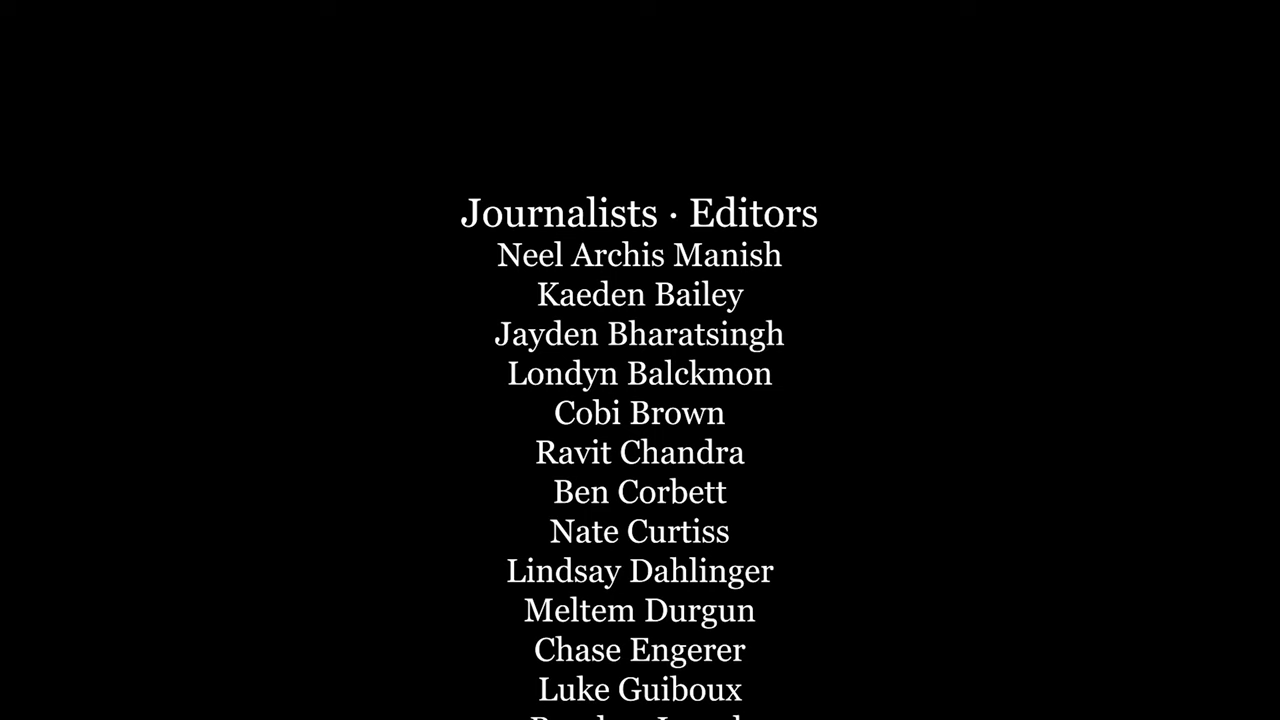 Journalists · Editors
Neel Archis Manish
Kaeden Bailey
Jayden Bharatsingh
Londyn Balckmon
Cobi Brown
Ravit Chandra
Ben Corbett
Nate Curtiss
Lindsay Dahlinger
Meltem Durgun
Chase Engerer
Luke Guiboux